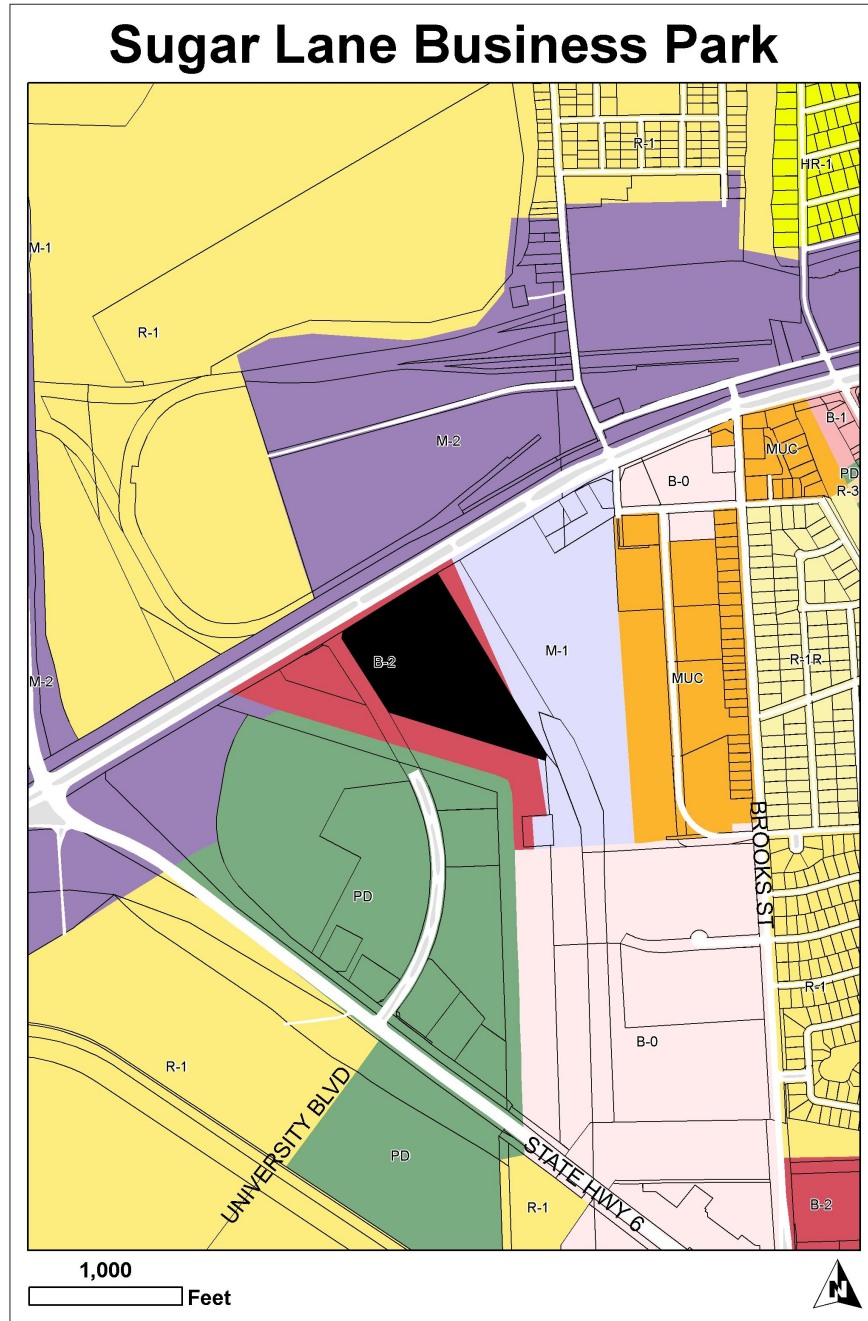 Sugar Lane Business Park
R-1
HR-1
M-1
R-1
B-1
M-2
MUC
PD
B-0
R-3
B-2
M-1
R-1R
M-2
MUC
BROOKS ST
PD
R-1
B-0
R-1
UNIVERSITY BLVD
PD
STATE HWY 6
R-1
B-2
1,000
Feet
N